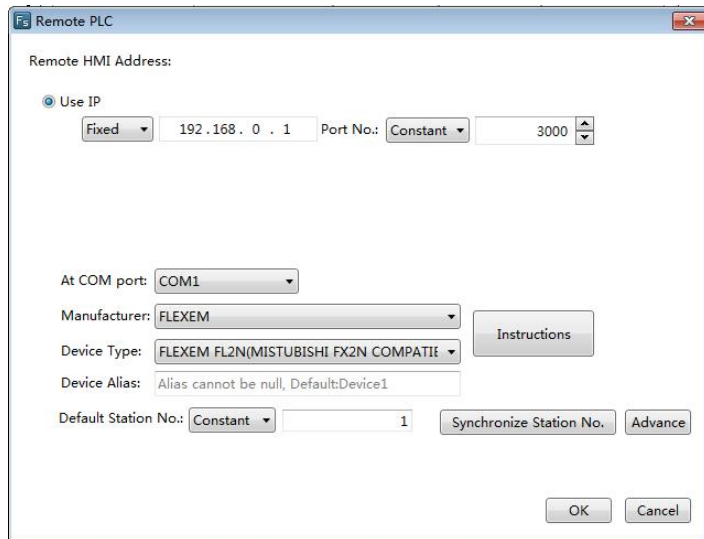 Fs Remote PLC
Remote HMI Address:
Use IP
Fixed 192.168. 0 . 1 Port No.: Constant 3000
At COM port: COM1
Manufacturer: FLEXEM
Instructions
Device Type: FLEXEM FL2N(MISTUBISHI FX2N COMPATIE
Device Alias: Alias cannot be null, Default:Device1
Default Station No.: Constant 1 Synchronize Station No. Advance
OK Cancel